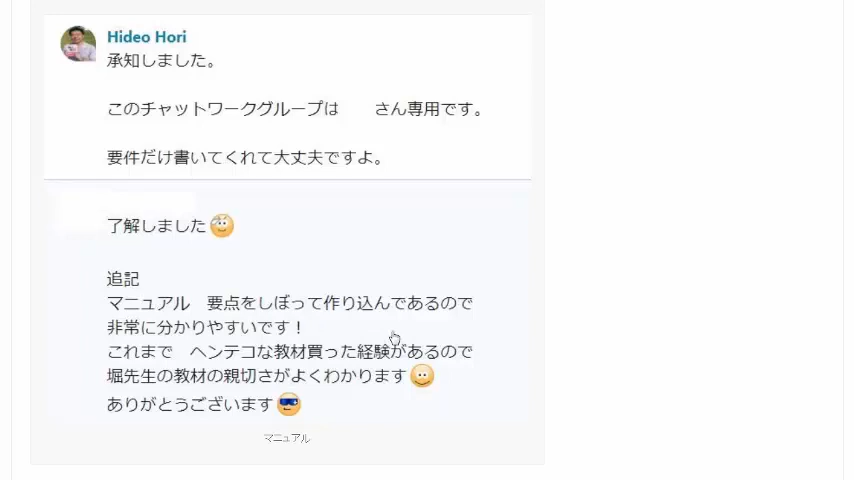 Hideo Hori
承知しました。
このチャットワークグループは　　さん専用です。
要件だけ書いてくれて大丈夫ですよ。
了解しました
追記
マニュアル　要点をしぼって作り込んであるので
非常に分かりやすいです！
これまで　ヘンテコな教材買った経験があるので
堀先生の教材の親切さがよくわかります
ありがとうございます
マニュアル